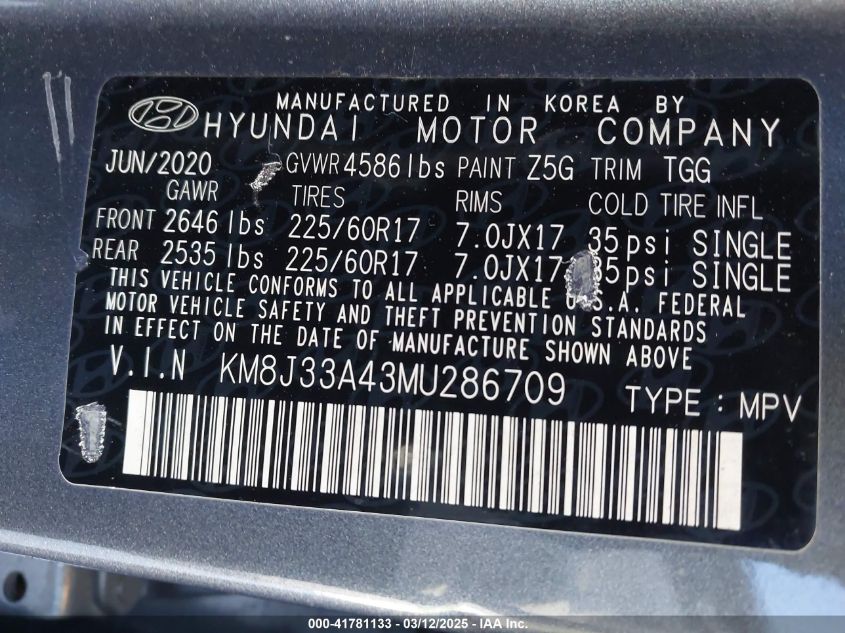 MANUFACTURED IN KOREA BY
HYUNDAI MOTOR COMPANY
JUN/2020 GVWR 4586 lbs PAINT Z5G TRIM TGG
GAWR TIRES RIMS COLD TIRE INFL
FRONT 2646 lbs 225/60R17 7.0JX17 35 psi SINGLE
REAR 2535 lbs 225/60R17 7.0JX17 35 psi SINGLE
THIS VEHICLE CONFORMS TO ALL APPLICABLE U.S.A. FEDERAL
MOTOR VEHICLE SAFETY AND THEFT PREVENTION STANDARDS
IN EFFECT ON THE DATE OF MANUFACTURE SHOWN ABOVE
V.I.N KM8J33A43MU286709 TYPE : MPV
000-41781133 - 03/12/2025 - IAA Inc.